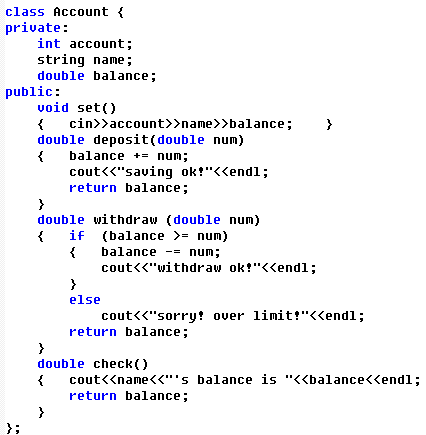 class Account {
private:
    int account;
    string name;
    double balance;
public:
    void set()
    {   cin>>account>>name>>balance;    }
    double deposit(double num)
    {   balance += num;
        cout<<"saving ok!"<<endl;
        return balance;
    }
    double withdraw (double num)
    {   if  (balance >= num)
        {   balance -= num;
            cout<<"withdraw ok!"<<endl;
        }
        else
            cout<<"sorry! over limit!"<<endl;
        return balance;
    }
    double check()
    {   cout<<name<<"'s balance is "<<balance<<endl;
        return balance;
    }
};